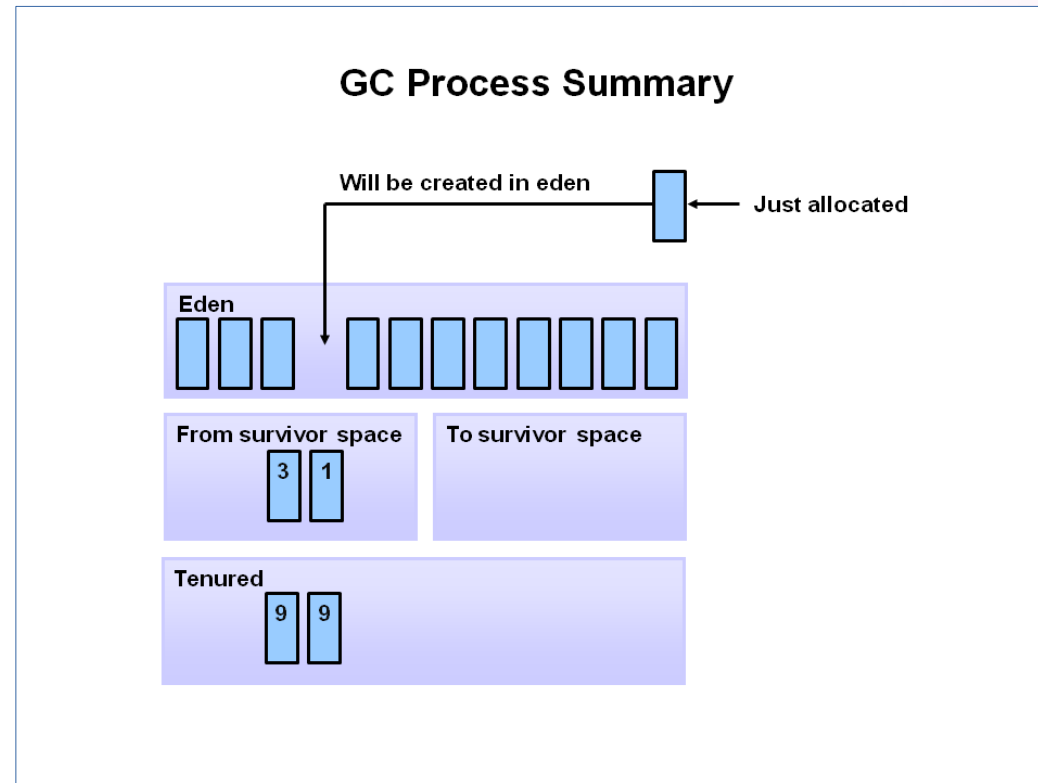 GC Process Summary
Will be created in eden
Just allocated
Eden
From survivor space
To survivor space
3 1
Tenured
9 9